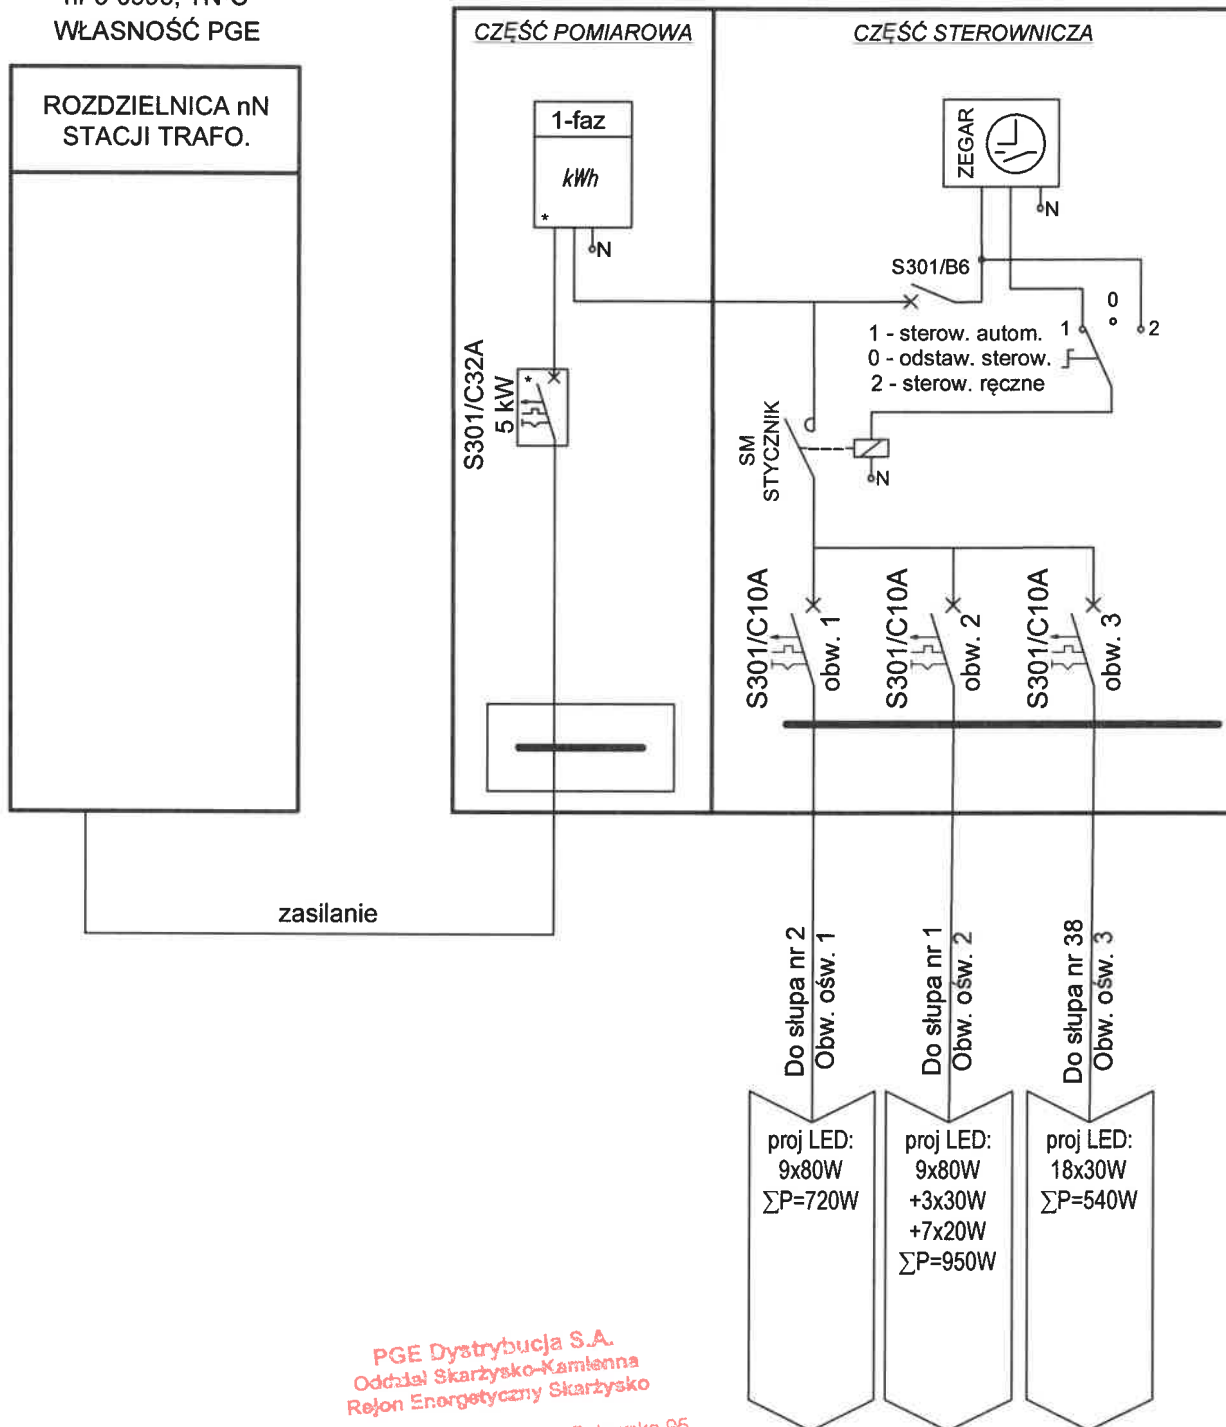 WŁASNOŚĆ PGE
ROZDZIELNICA nN
STACJI TRAFO.
CZĘŚĆ POMIAROWA
CZĘŚĆ STEROWNICZA
1-faz
kWh
*
N
ZEGAR
N
S301/B6
1 - sterow. autom.
0 - odstaw. sterow.
2 - sterow. ręczne
1
0
2
S301/C32A
5 kW
*
SM
STYCZNIK
N
S301/C10A
obw. 1
S301/C10A
obw. 2
S301/C10A
obw. 3
zasilanie
Do słupa nr 2
Obw. ośw. 1
Do słupa nr 1
Obw. ośw. 2
Do słupa nr 38
Obw. ośw. 3
proj LED:
9x80W
∑P=720W
proj LED:
9x80W
+3x30W
+7x20W
∑P=950W
proj LED:
18x30W
∑P=540W
PGE Dystrybucja S.A.
Oddział Skarżysko-Kamienna
Rejon Energetyczny Skarżysko